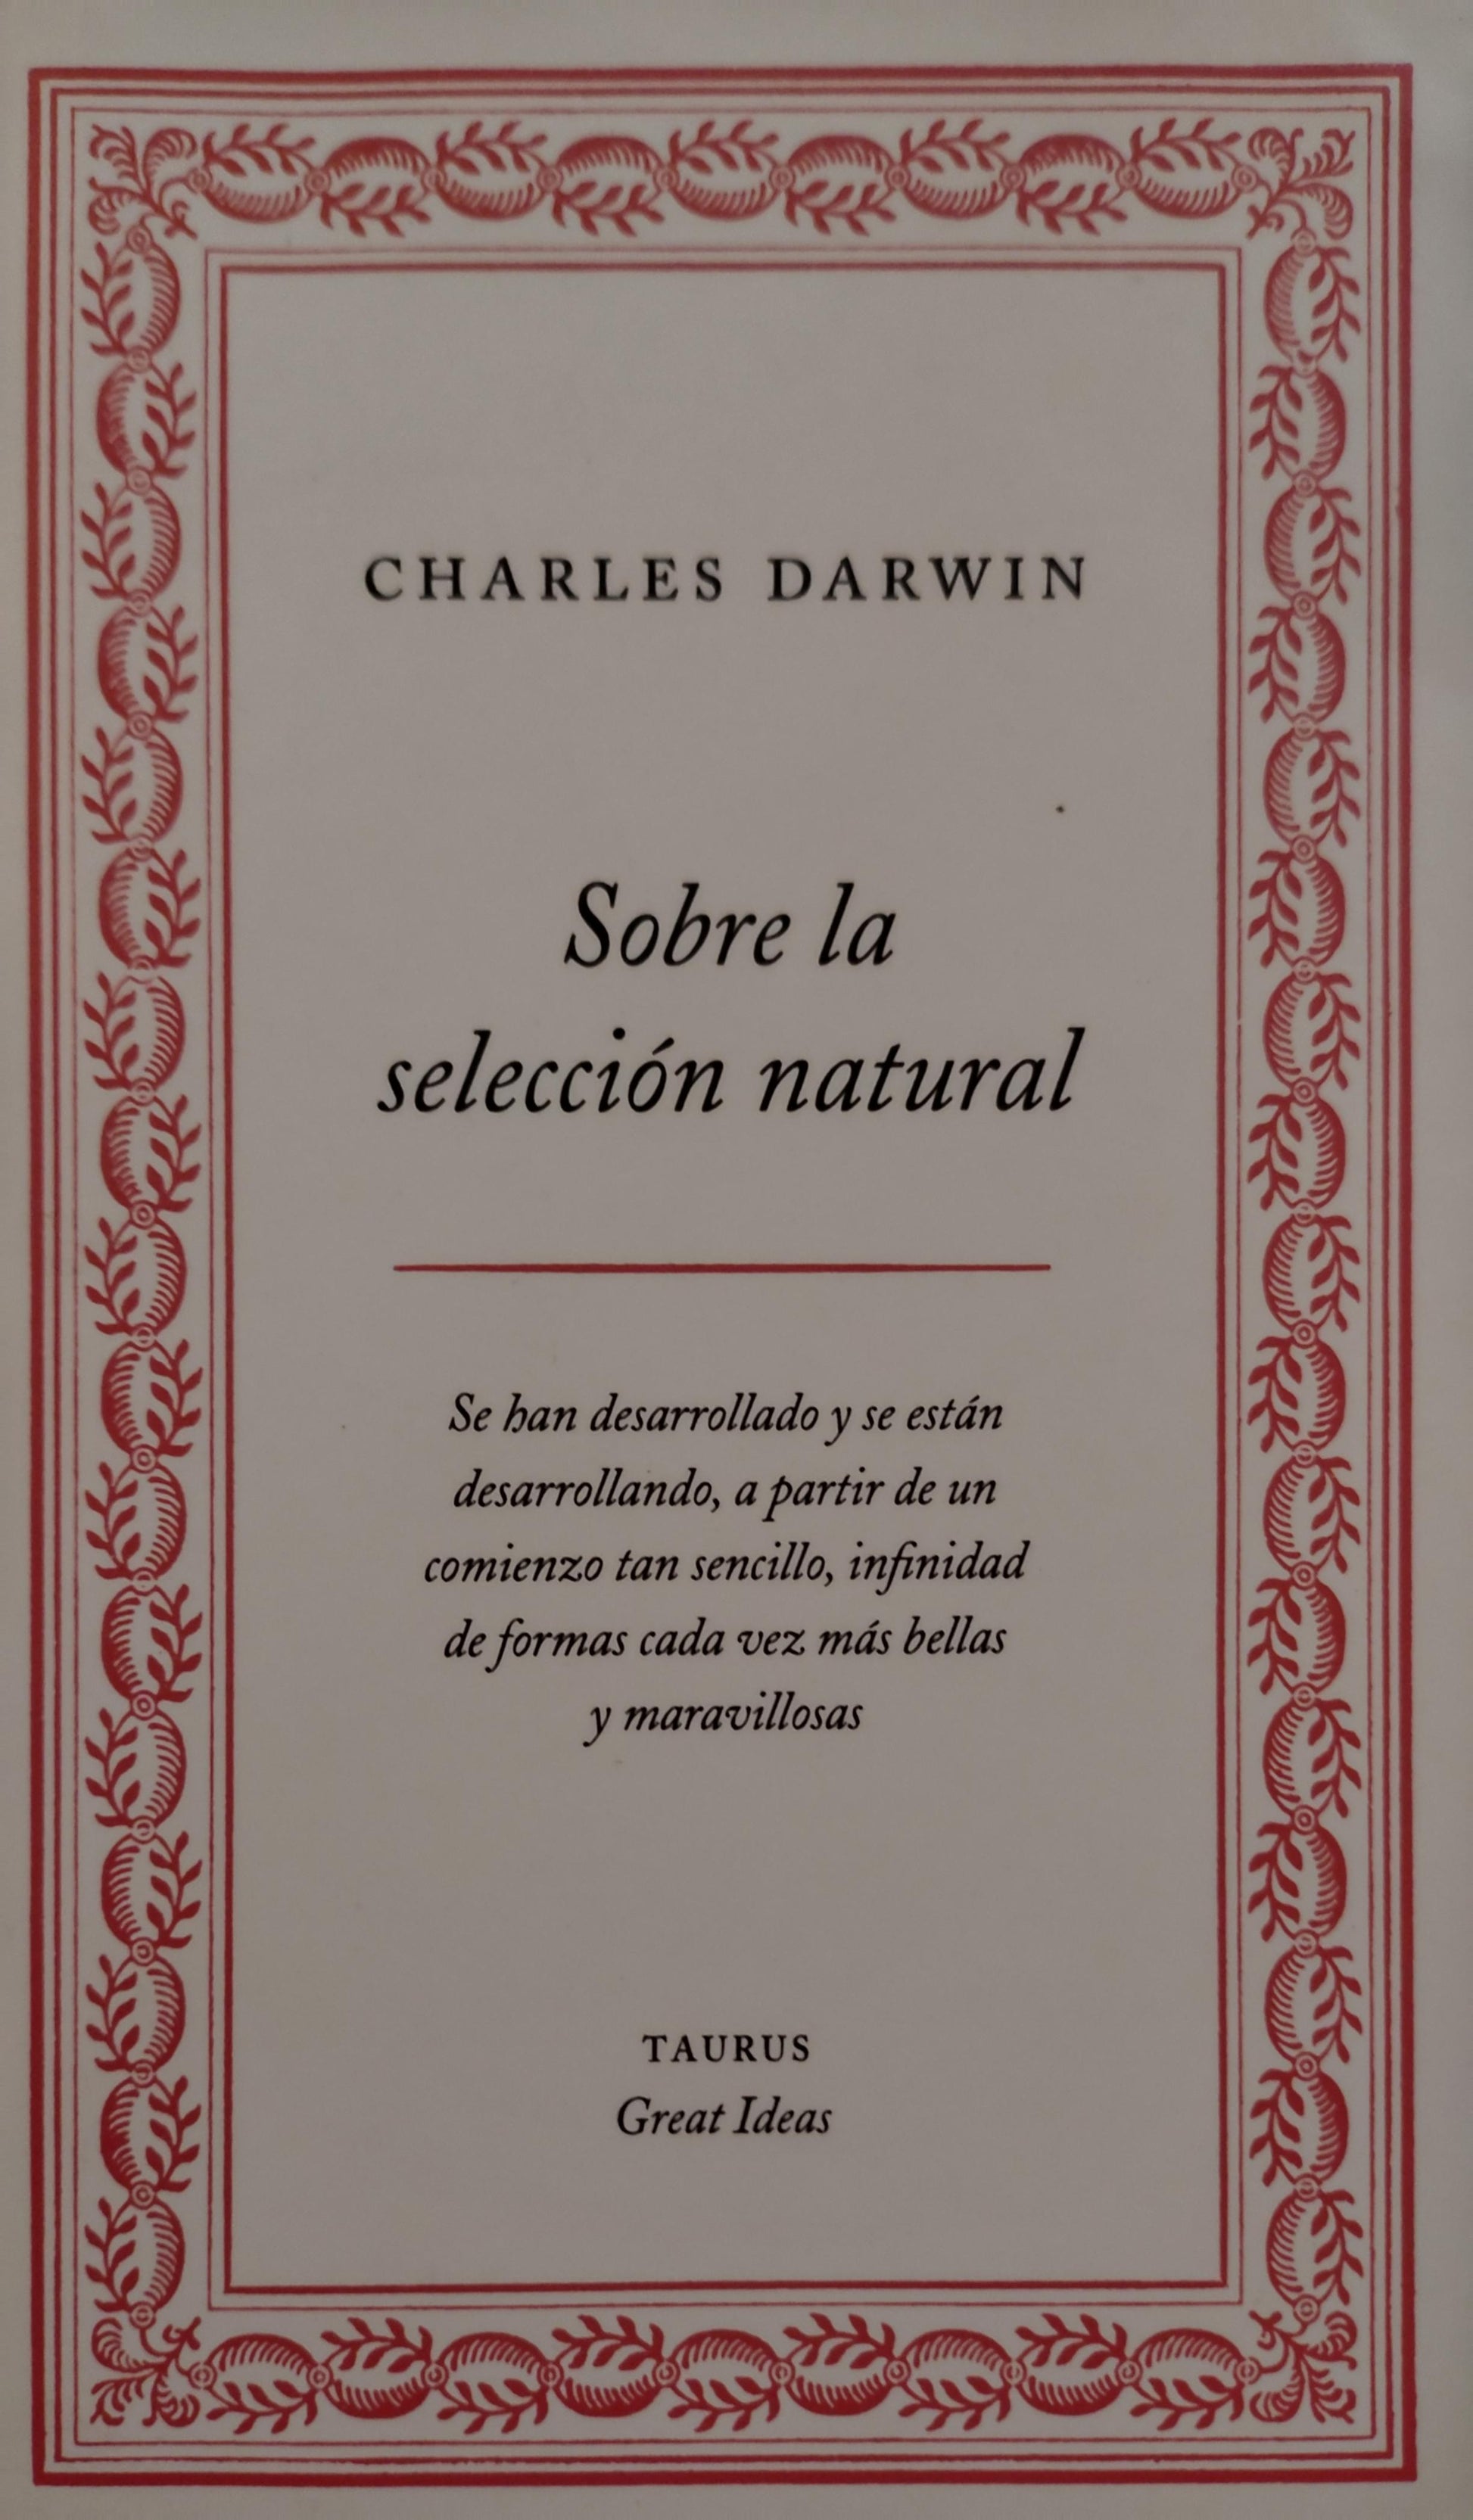 CHARLES DARWIN
Sobre la
selección natural
Se han desarrollado y se están
desarrollando, a partir de un
comienzo tan sencillo, infinidad
de formas cada vez más bellas
y maravillosas
TAURUS
Great Ideas